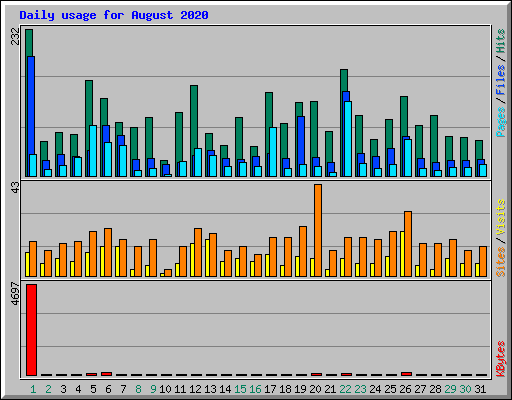 Daily usage for August 2020
232
43
4697
Pages / Files / Hits
Sites / Visits
KBytes
1 2 3 4 5 6 7 8 9 10 11 12 13 14 15 16 17 18 19 20 21 22 23 24 25 26 27 28 29 30 31